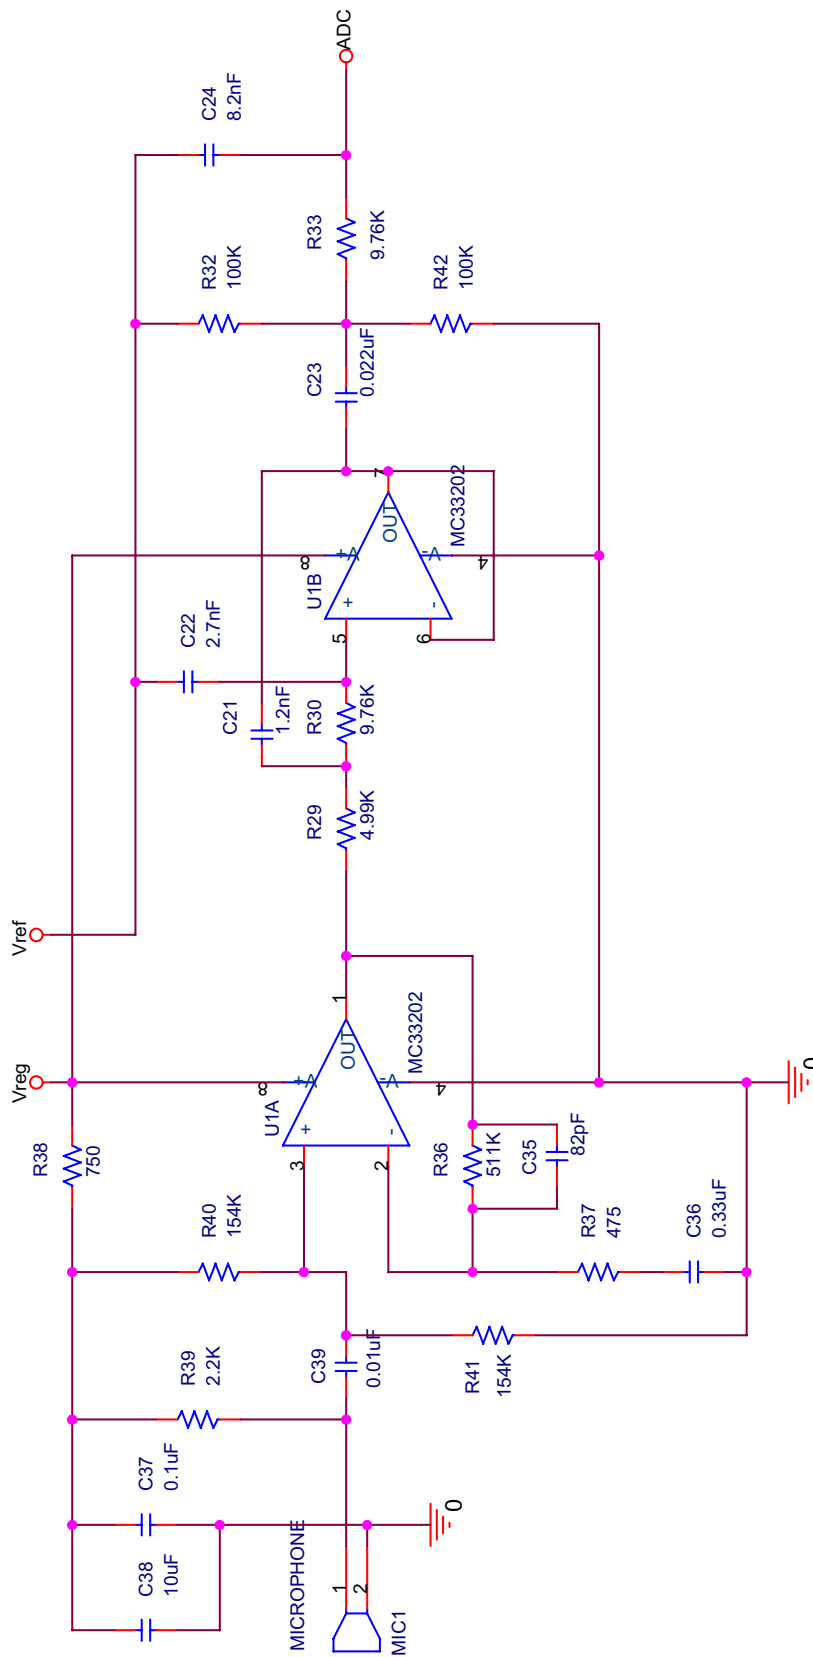 Vreg
Vref
ADC
C38
10uF
C37
0.1uF
R39
2.2K
R40
154K
R38
750
MICROPHONE
1
2
MIC1
0
C39
0.01uF
R41
154K
U1A
3
2
+
-
8
V+
V-
4
OUT
1
MC33202
R36
511K
C35
82pF
R37
475
C36
0.33uF
0
R29
4.99K
C21
1.2nF
R30
9.76K
C22
2.7nF
U1B
5
6
+
-
8
V+
V-
4
OUT
7
MC33202
C23
0.022uF
R32
100K
R42
100K
R33
9.76K
C24
8.2nF